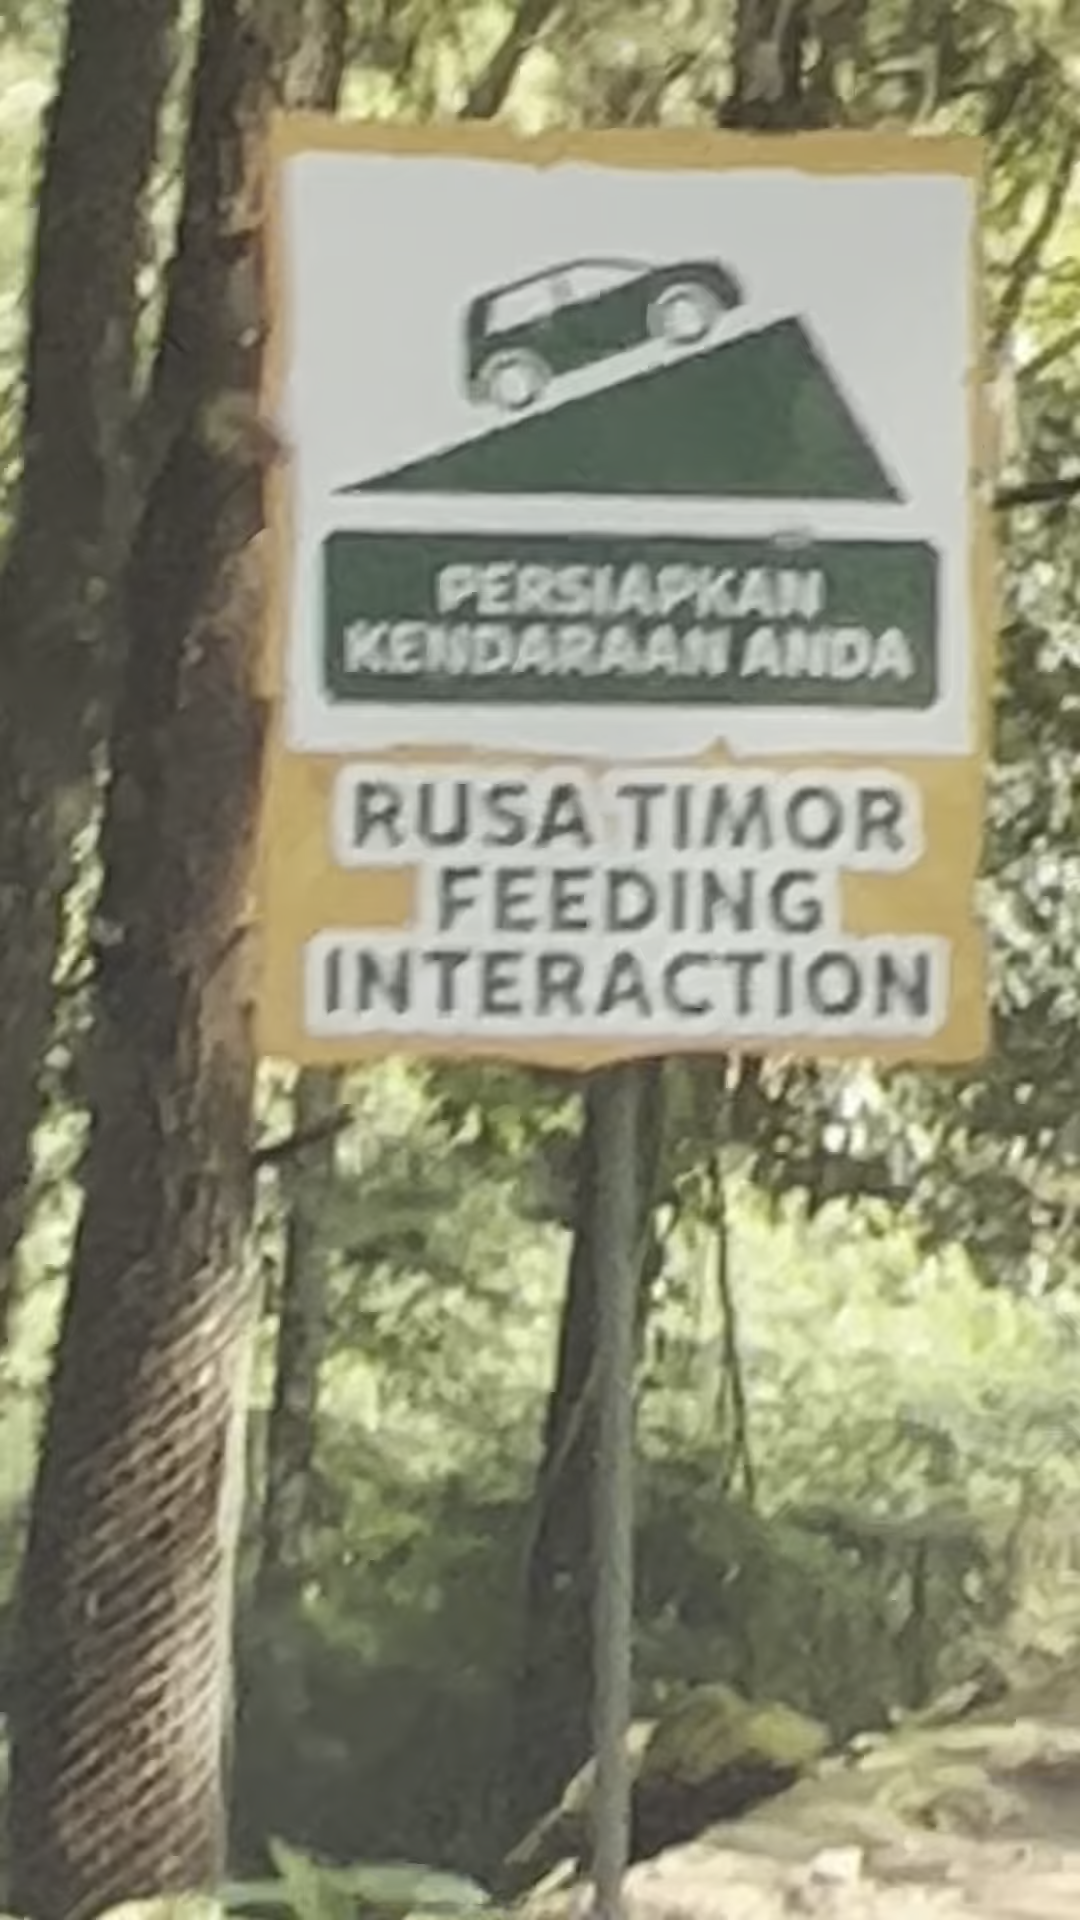 PERSIAPKAN
KENDARAAN ANDA
RUSA TIMOR
FEEDING
INTERACTION